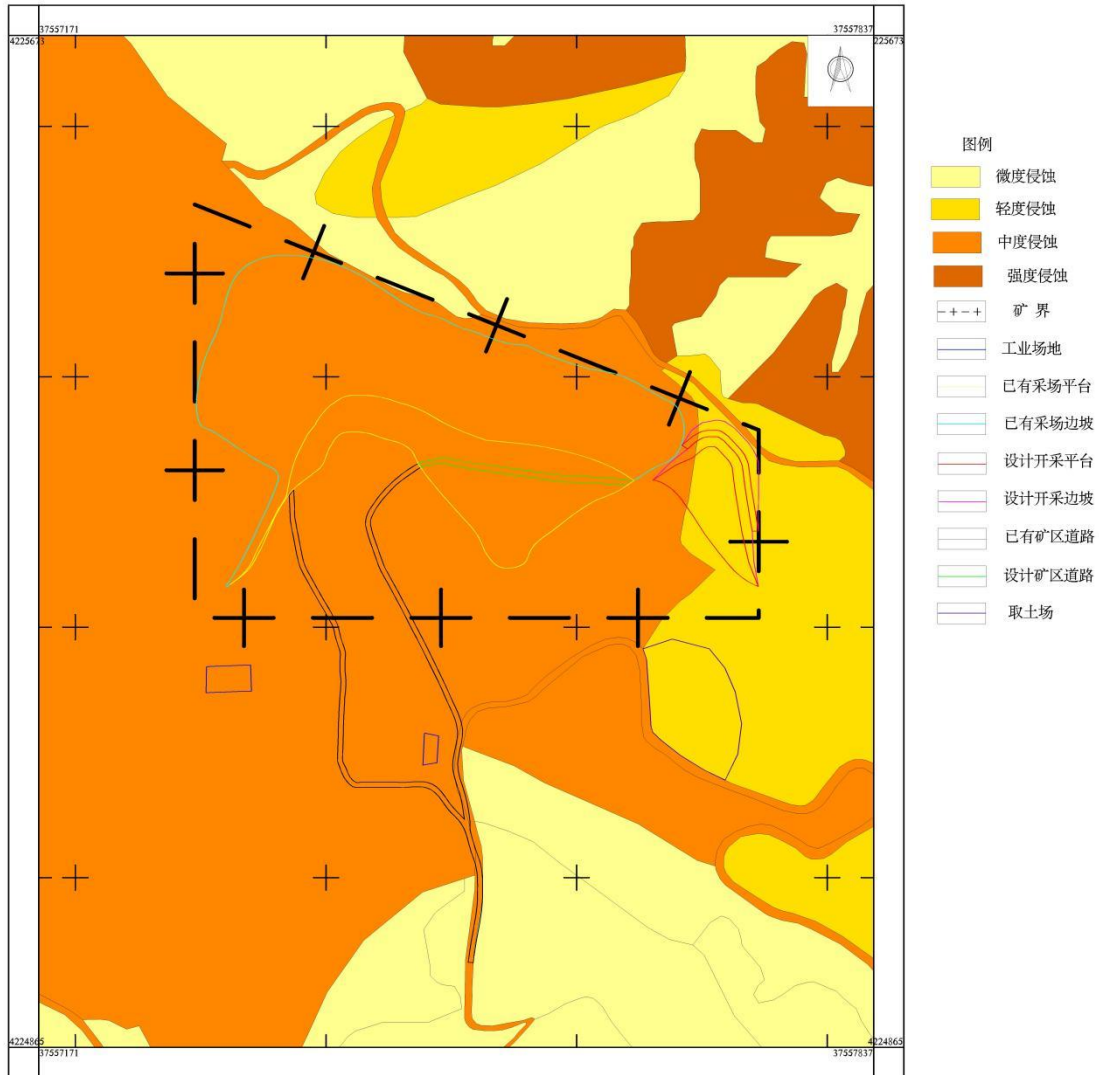 37557171
37557837
4225673
225673
图例
微度侵蚀
轻度侵蚀
中度侵蚀
强度侵蚀
矿 界
工业场地
已有采场平台
已有采场边坡
设计开采平台
设计开采边坡
已有矿区道路
设计矿区道路
取土场
4224865
4224865
37557171
37557837